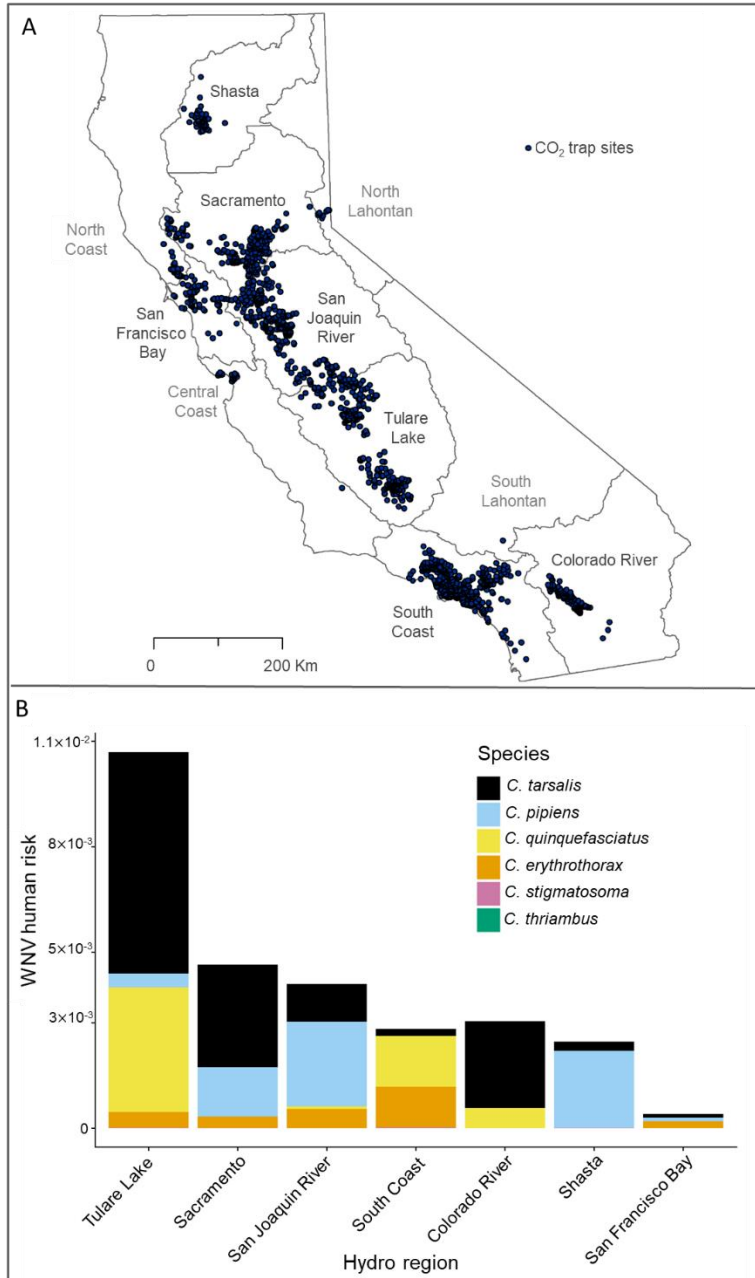 A
Shasta
CO₂ trap sites
Sacramento
North
Lahontan
North
Coast
San
Francisco
Bay
San
Joaquin
River
Central
Coast
Tulare
Lake
South
Lahontan
Colorado River
South
Coast
0
200 Km
B
1.1×10⁻²
8×10⁻³
5×10⁻³
3×10⁻³
0
WNV human risk
Species
C. tarsalis
C. pipiens
C. quinquefasciatus
C. erythrothorax
C. stigmatosoma
C. thriambus
Tulare Lake
Sacramento
San Joaquin River
South Coast
Colorado River
Shasta
San Francisco Bay
Hydro region